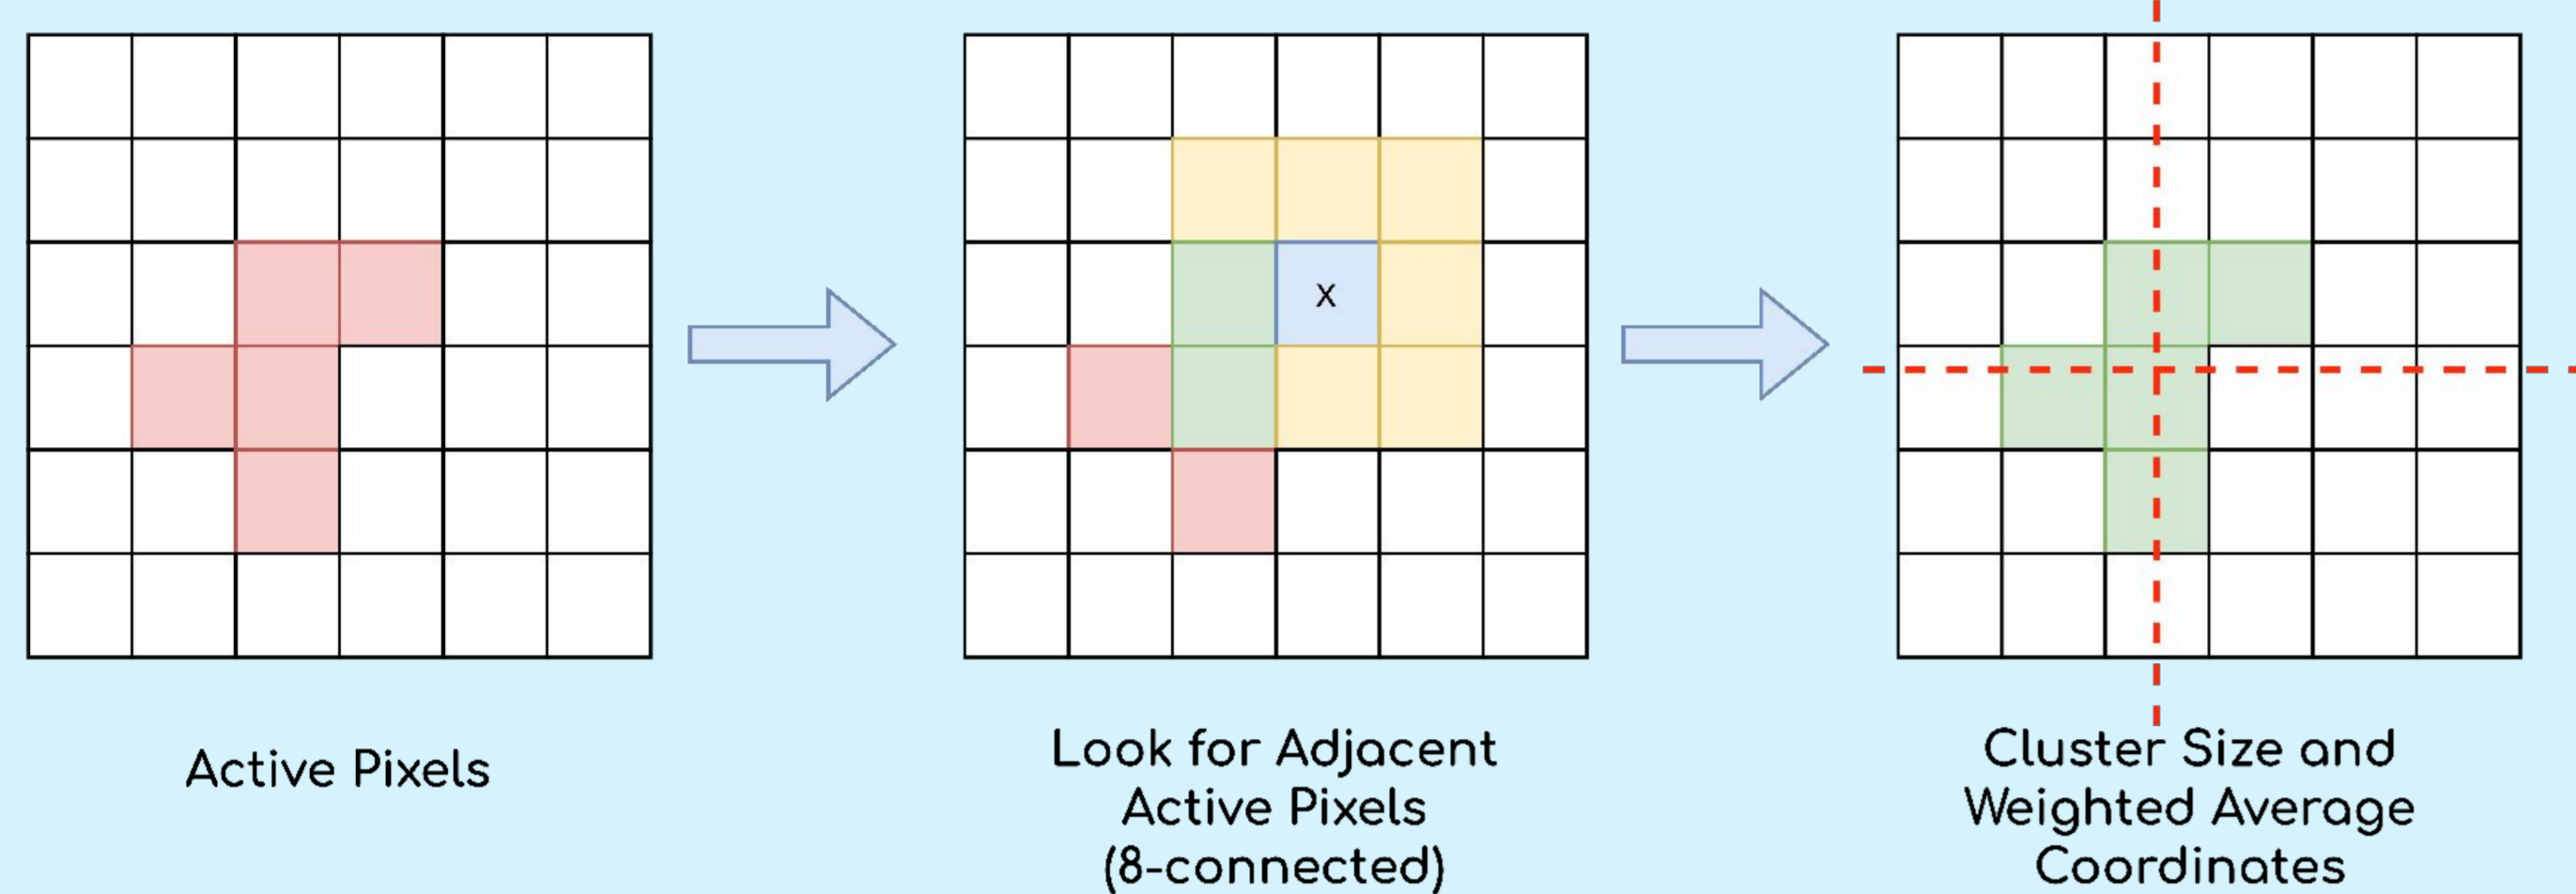 x
Active Pixels
Look for Adjacent
Active Pixels
(8-connected)
Cluster Size and
Weighted Average
Coordinates